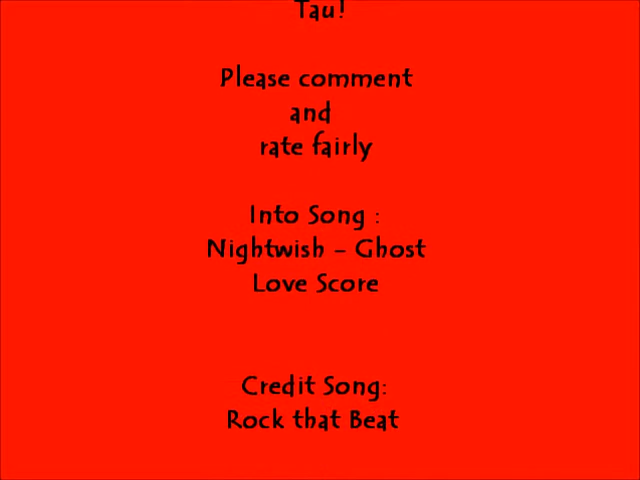 Tau!
Please comment
and
rate fairly
Into Song :
Nightwish - Ghost
Love Score
Credit Song:
Rock that Beat